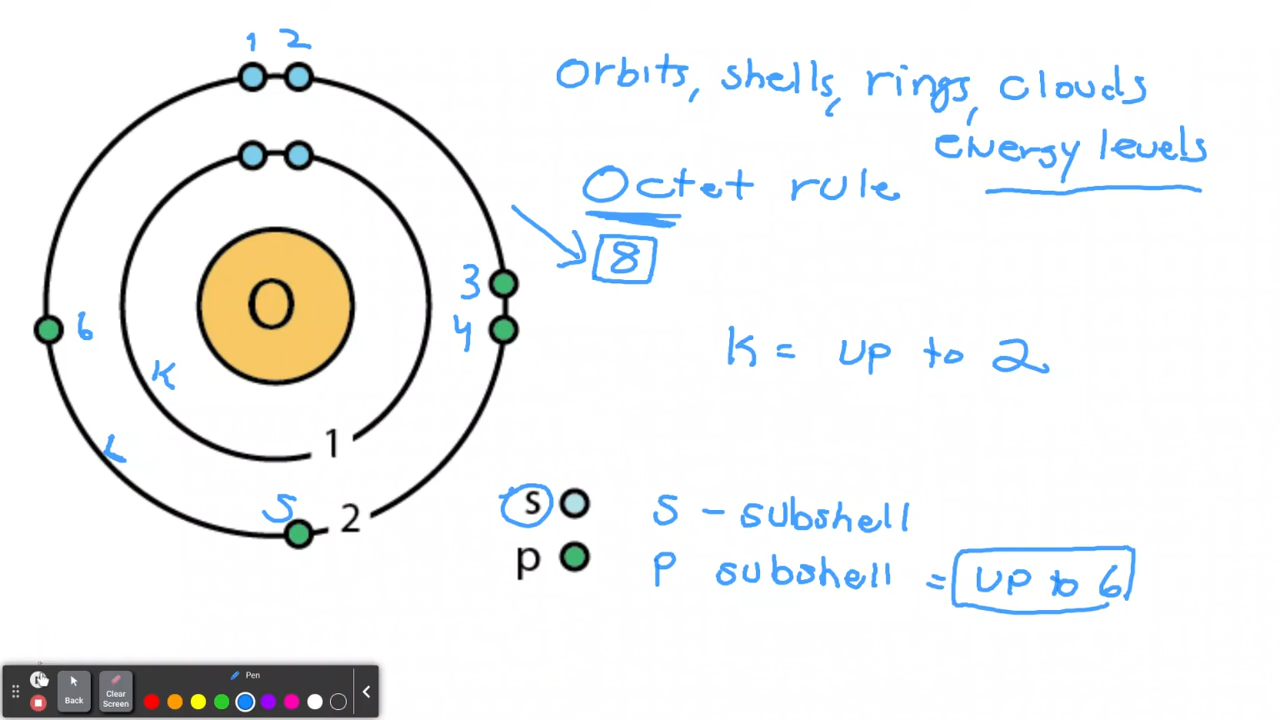 1 2
Orbits, shells, rings, clouds
energy levels
Octet rule
8
3
4
6
O
K = up to 2
K
L
1
5
2
s
S - subshell
p
P subshell = up to 6
Pen
Back
Clear Screen